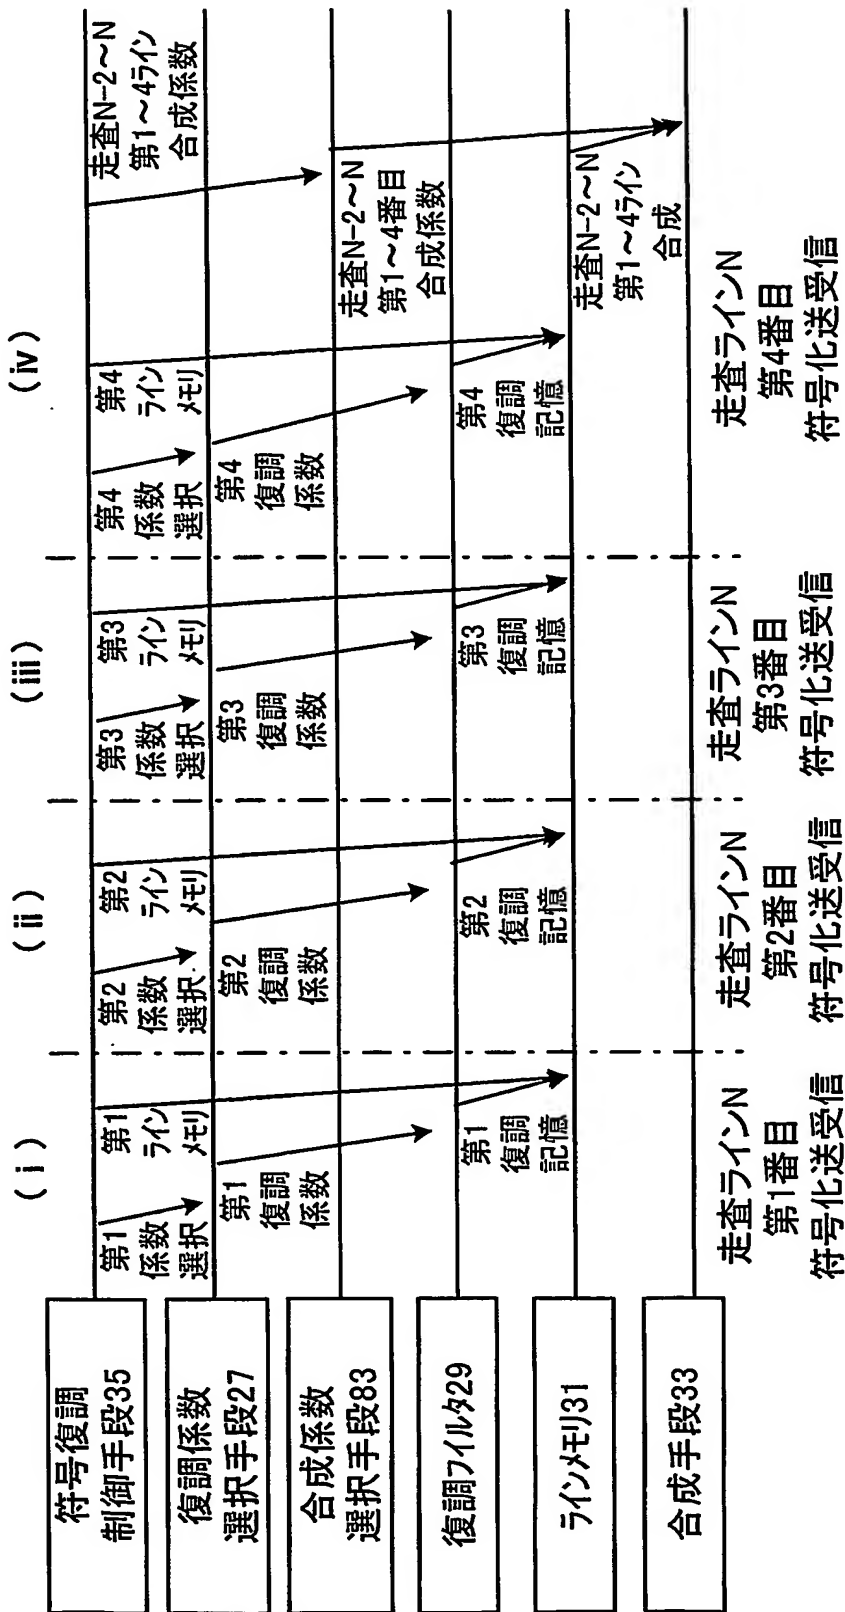 (i)
(ii)
(iii)
(iv)
符号復調
制御手段35
第1
係数
選択
第1
ライン
メモリ
第2
係数
選択
第2
ライン
メモリ
第3
係数
選択
第3
ライン
メモリ
第4
係数
選択
第4
ライン
メモリ
走査N-2～N
第1～4ライン
合成係数
復調係数
選択手段27
第1
復調
係数
第2
復調
係数
第3
復調
係数
第4
復調
係数
合成係数
選択手段83
走査N-2～N
第1～4番目
合成係数
復調フィルタ29
第1
復調
記憶
第2
復調
記憶
第3
復調
記憶
第4
復調
記憶
ラインメモリ31
走査N-2～N
第1～4ライン
合成
合成手段33
走査ラインN
第1番目
符号化送受信
走査ラインN
第2番目
符号化送受信
走査ラインN
第3番目
符号化送受信
走査ラインN
第4番目
符号化送受信